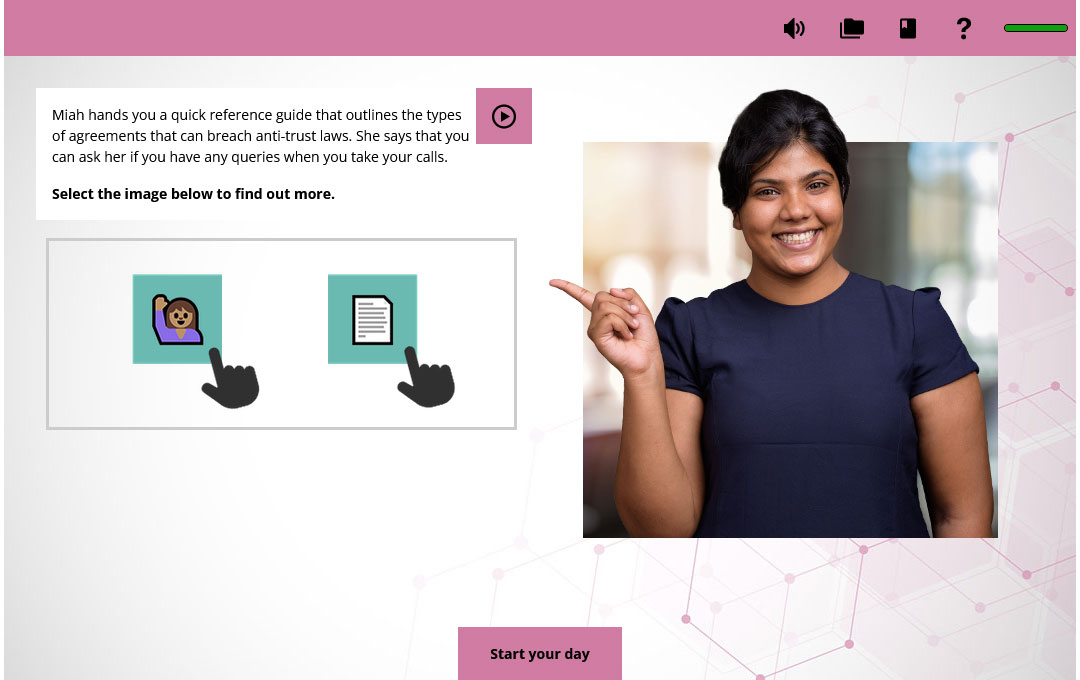 Miah hands you a quick reference guide that outlines the types
of agreements that can breach anti-trust laws. She says that you
can ask her if you have any queries when you take your calls.
Select the image below to find out more.
Start your day